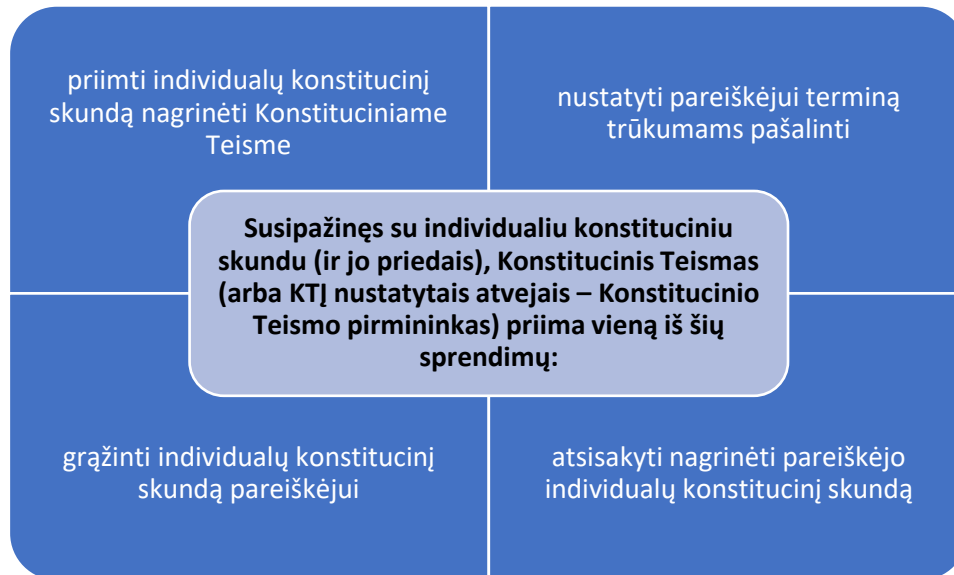 priimti individualų konstitucinį
skundą nagrinėti Konstituciniame
Teisme
nustatyti pareiškėjui terminą
trūkumams pašalinti
Susipažinęs su individualiu konstituciniu
skundu (ir jo priedais), Konstitucinis Teismas
(arba KTĮ nustatytais atvejais – Konstitucinio
Teismo pirmininkas) priima vieną iš šių
sprendimų:
grąžinti individualų konstitucinį
skundą pareiškėjui
atsisakyti nagrinėti pareiškėjo
individualų konstitucinį skundą